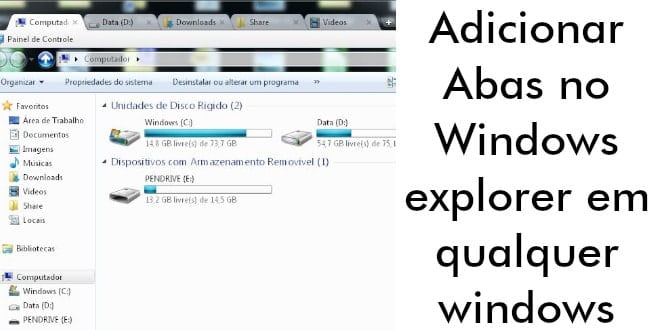 Computad
Data (D:)
Downloads
Share
Videos
Painel de Controle
Computador
Organizar
Propriedades do sistema
Desinstalar ou alterar um programa
»
Favoritos
Área de Trabalho
Documentos
Imagens
Músicas
Downloads
Videos
Share
Locais
Bibliotecas
Computador
Windows (C:)
Data (D:)
PENDRIVE (E:)
Unidades de Disco Rígido (2)
Windows (C:)
14,8 GB livre(s) de 73,7 GB
Data (D:)
54,7 GB livre(s) de 75,1
Dispositivos com Armazenamento Removível (1)
PENDRIVE (E:)
13,2 GB livre(s) de 14,5 GB
Adicionar
Abas no
Windows
explorer em
qualquer
windows